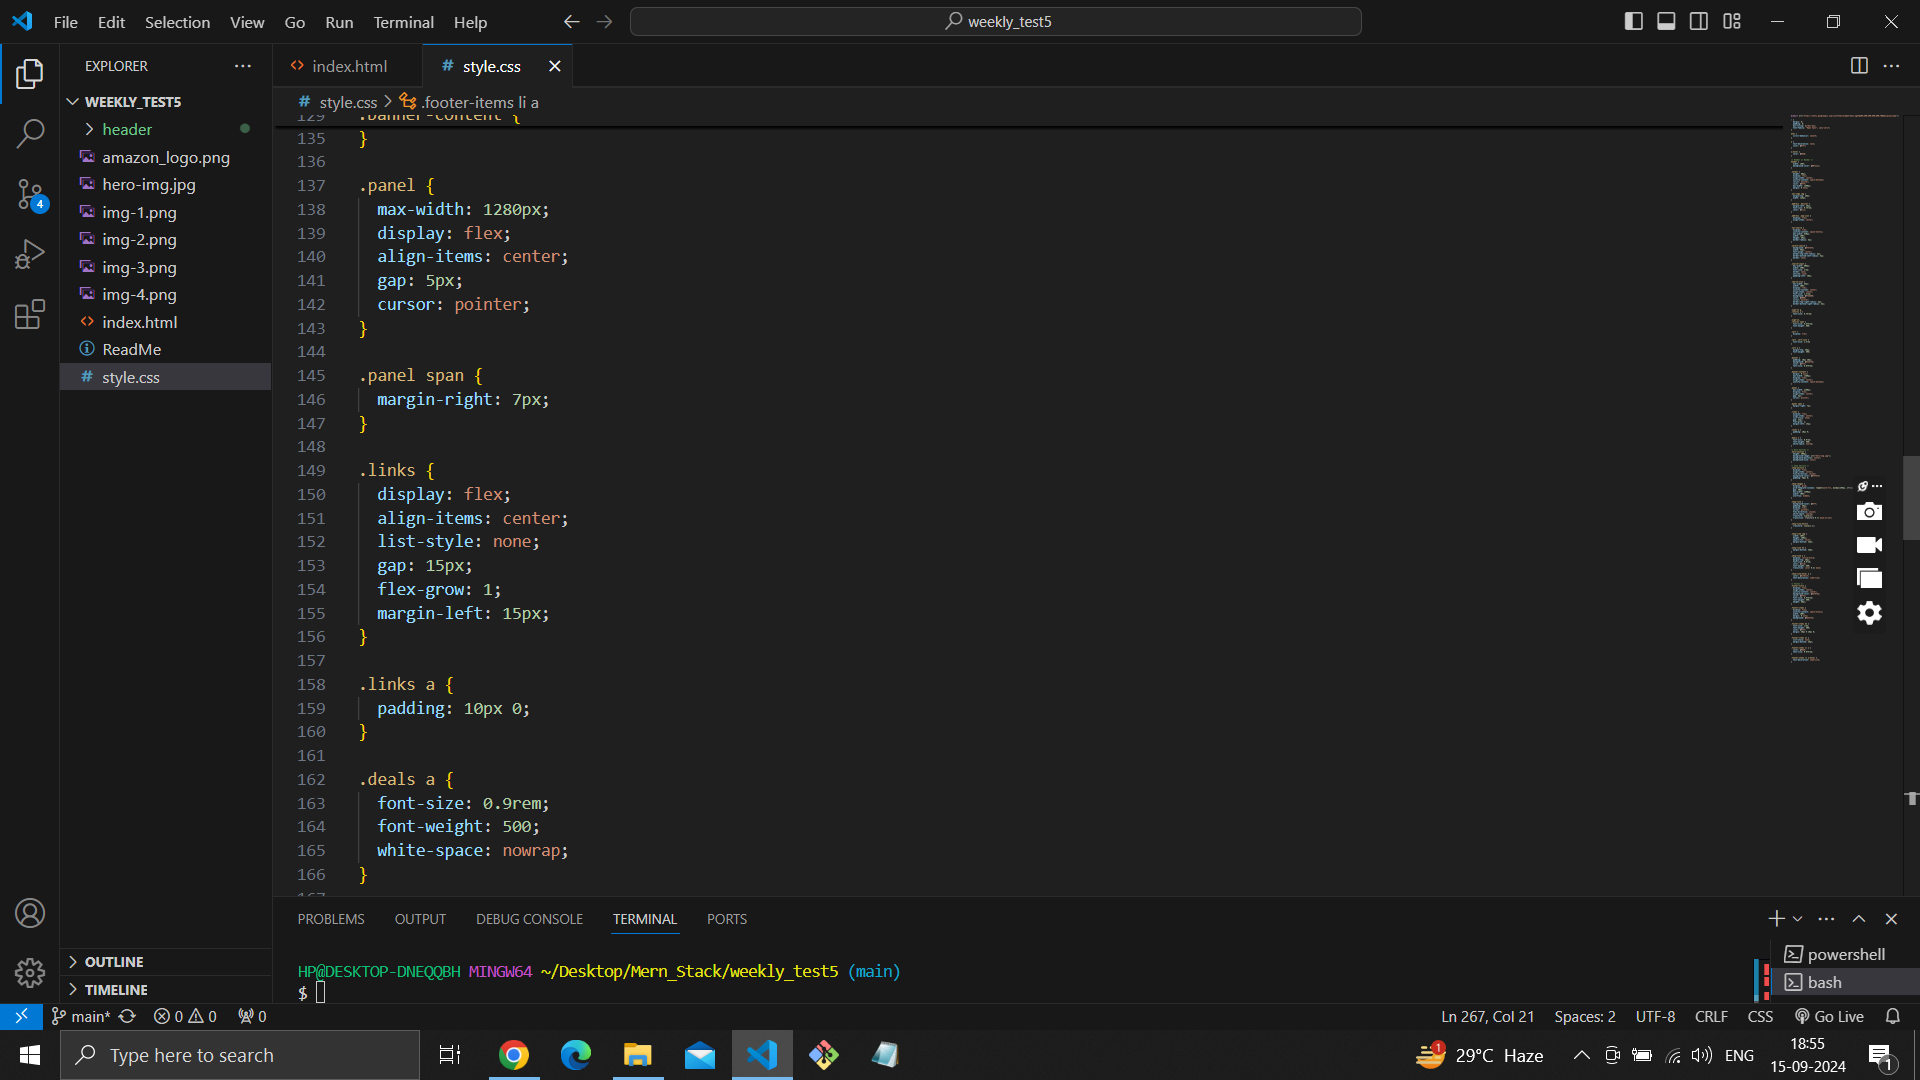 File Edit Selection View Go Run Terminal Help
weekly_test5
EXPLORER
WEEKLY_TEST5
header
amazon_logo.png
hero-img.jpg
img-1.png
img-2.png
img-3.png
img-4.png
index.html
ReadMe
style.css
OUTLINE
TIMELINE
4
index.html
style.css
style.css > .footer-items li a
129 .banner-content {
135 }
136
137 .panel {
138 max-width: 1280px;
139 display: flex;
140 align-items: center;
141 gap: 5px;
142 cursor: pointer;
143 }
144
145 .panel span {
146 margin-right: 7px;
147 }
148
149 .links {
150 display: flex;
151 align-items: center;
152 list-style: none;
153 gap: 15px;
154 flex-grow: 1;
155 margin-left: 15px;
156 }
157
158 .links a {
159 padding: 10px 0;
160 }
161
162 .deals a {
163 font-size: 0.9rem;
164 font-weight: 500;
165 white-space: nowrap;
166 }
167
PROBLEMS OUTPUT DEBUG CONSOLE TERMINAL PORTS
HP@DESKTOP-DNEQQBH MINGW64 ~/Desktop/Mern_Stack/weekly_test5 (main)
$
powershell
bash
main* 0 0 0
Ln 267, Col 21 Spaces: 2 UTF-8 CRLF CSS Go Live
Type here to search
1
29°C Haze
ENG
18:55
15-09-2024
1